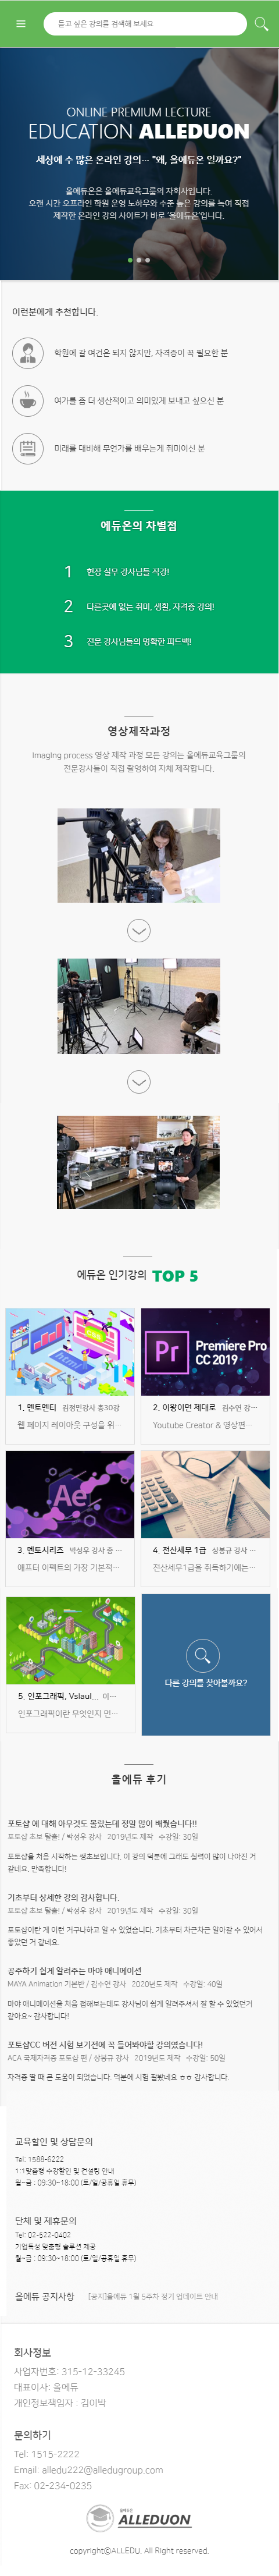 듣고 싶은 강의를 검색해 보세요
ONLINE PREMIUM LECTURE
EDUCATION ALLEDUON
세상에 수 많은 온라인 강의… "왜, 올에듀온 일까요?"
올에듀온은 올에듀교육그룹의 자회사입니다.
오랜 시간 오프라인 학원 운영 노하우와 수준 높은 강의를 녹여 직접
제작한 온라인 강의 사이트가 바로 '올에듀온'입니다.
이런분에게 추천합니다.
학원에 갈 여건은 되지 않지만, 자격증이 꼭 필요한 분
여가를 좀 더 생산적이고 의미있게 보내고 싶으신 분
미래를 대비해 무언가를 배우는게 취미이신 분
에듀온의 차별점
1 현장 실무 강사님들 직강!
2 다른곳에 없는 취미, 생활, 자격증 강의!
3 전문 강사님들의 명확한 피드백!
영상제작과정
Imaging process 영상 제작 과정 모든 강의는 올에듀교육그룹의
전문강사들이 직접 촬영하여 자체 제작합니다.
에듀온 인기강의 TOP 5
Pr Premiere Pro
CC 2019
1. 멘토멘티 김정민강사 총30강
웹 페이지 레이아웃 구성을 위...
2. 이왕이면 제대로 김수연 강...
Youtube Creator & 영상편...
Ae
3. 멘토시리즈 박성우 강사 총 ...
애프터 이펙트의 가장 기본적...
4. 전산세무 1급 상봉규 강사 ...
전산세무1급을 취득하기에는...
5. 인포그래픽, Vsiaul... 이...
인포그래픽이란 무엇인지 먼...
다른 강의를 찾아볼까요?
올에듀 후기
포토샵 에 대해 아무것도 몰랐는데 정말 많이 배웠습니다!!
포토샵 초보 탈출! / 박성우 강사 2019년도 제작 수강일: 30일
포토샵을 처음 시작하는 생초보입니다. 이 강의 덕분에 그래도 실력이 많이 나아진 거
같네요. 만족합니다!
기초부터 상세한 강의 감사합니다.
포토샵 초보 탈출! / 박성우 강사 2019년도 제작 수강일: 30일
포토샵이란 게 이런 거구나하고 알 수 있었습니다. 기초부터 차근차근 알아갈 수 있어서
좋았던 거 같네요.
공주하기 쉽게 알려주는 마야 애니메이션
MAYA Animation 기본반 / 김수연 강사 2020년도 제작 수강일: 40일
마야 애니메이션을 처음 접해보는데도 강사님이 쉽게 알려주셔서 잘 할 수 있었던거
같아요~ 감사합니다!
포토샵CC 버전 시험 보기전에 꼭 들어봐야할 강의였습니다!
ACA 국제자격증 포토샵 편 / 상봉규 강사 2019년도 제작 수강일: 50일
자격증 딸 때 큰 도움이 되었습니다. 덕분에 시험 잘봤네요 ㅎㅎ 감사합니다.
교육할인 및 상담문의
Tel: 1588-6222
1:1맞춤형 수강할인 및 컨설팅 안내
월~금 : 09:30~18:00 (토/일/공휴일 휴무)
단체 및 제휴문의
Tel: 02-522-0402
기업특성 맞춤형 솔루션 제공
월~금 : 09:30~18:00 (토/일/공휴일 휴무)
올에듀 공지사항 [공지]올에듀 1월 5주차 정기 업데이트 안내
회사정보
사업자번호: 315-12-33245
대표이사: 올에듀
개인정보책임자 : 김이박
문의하기
Tel: 1515-2222
Email: alledu222@alledugroup.com
Fax: 02-234-0235
올에듀온
ALLEDUON
copyrightⓒALLEDU. All Right reserved.